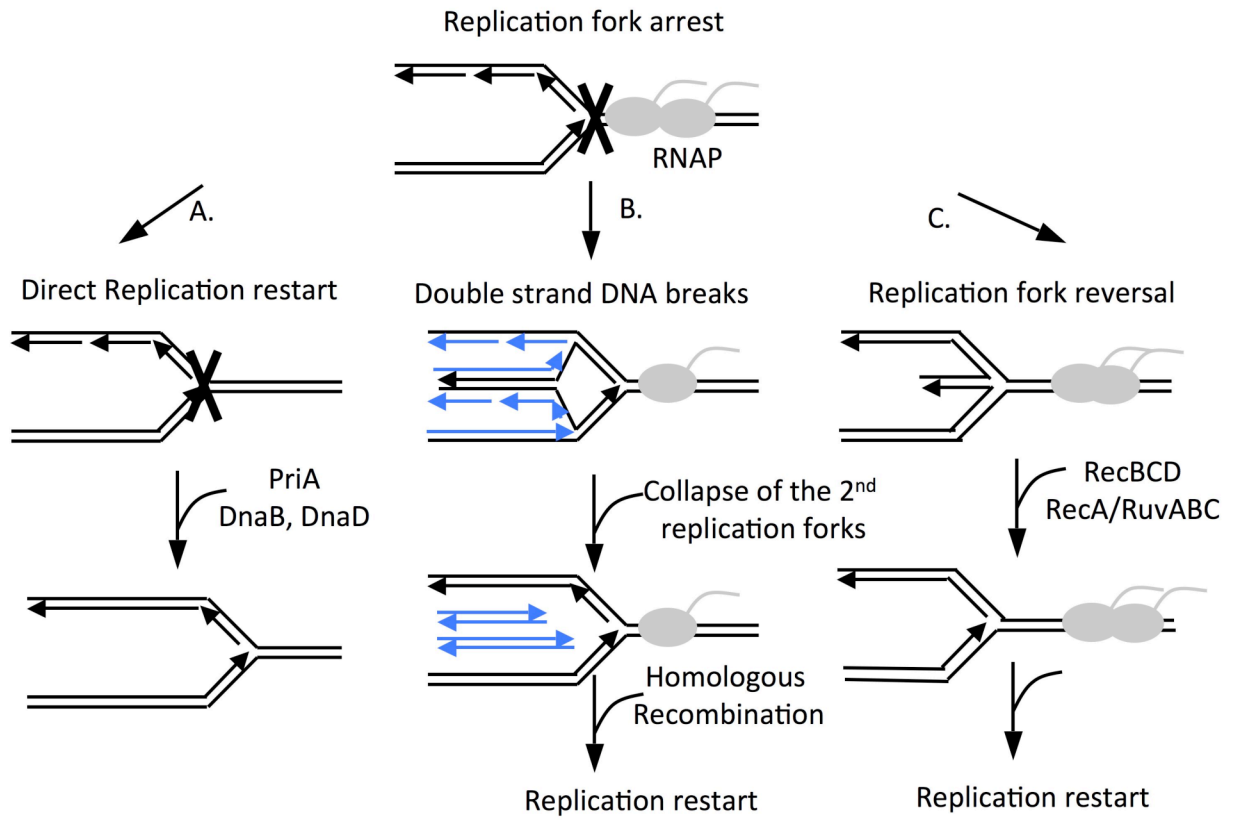 Replication fork arrest
RNAP
A.
B.
C.
Direct Replication restart
Double strand DNA breaks
Replication fork reversal
PriA
DnaB, DnaD
Collapse of the 2nd
replication forks
RecBCD
RecA/RuvABC
Homologous
Recombination
Replication restart
Replication restart